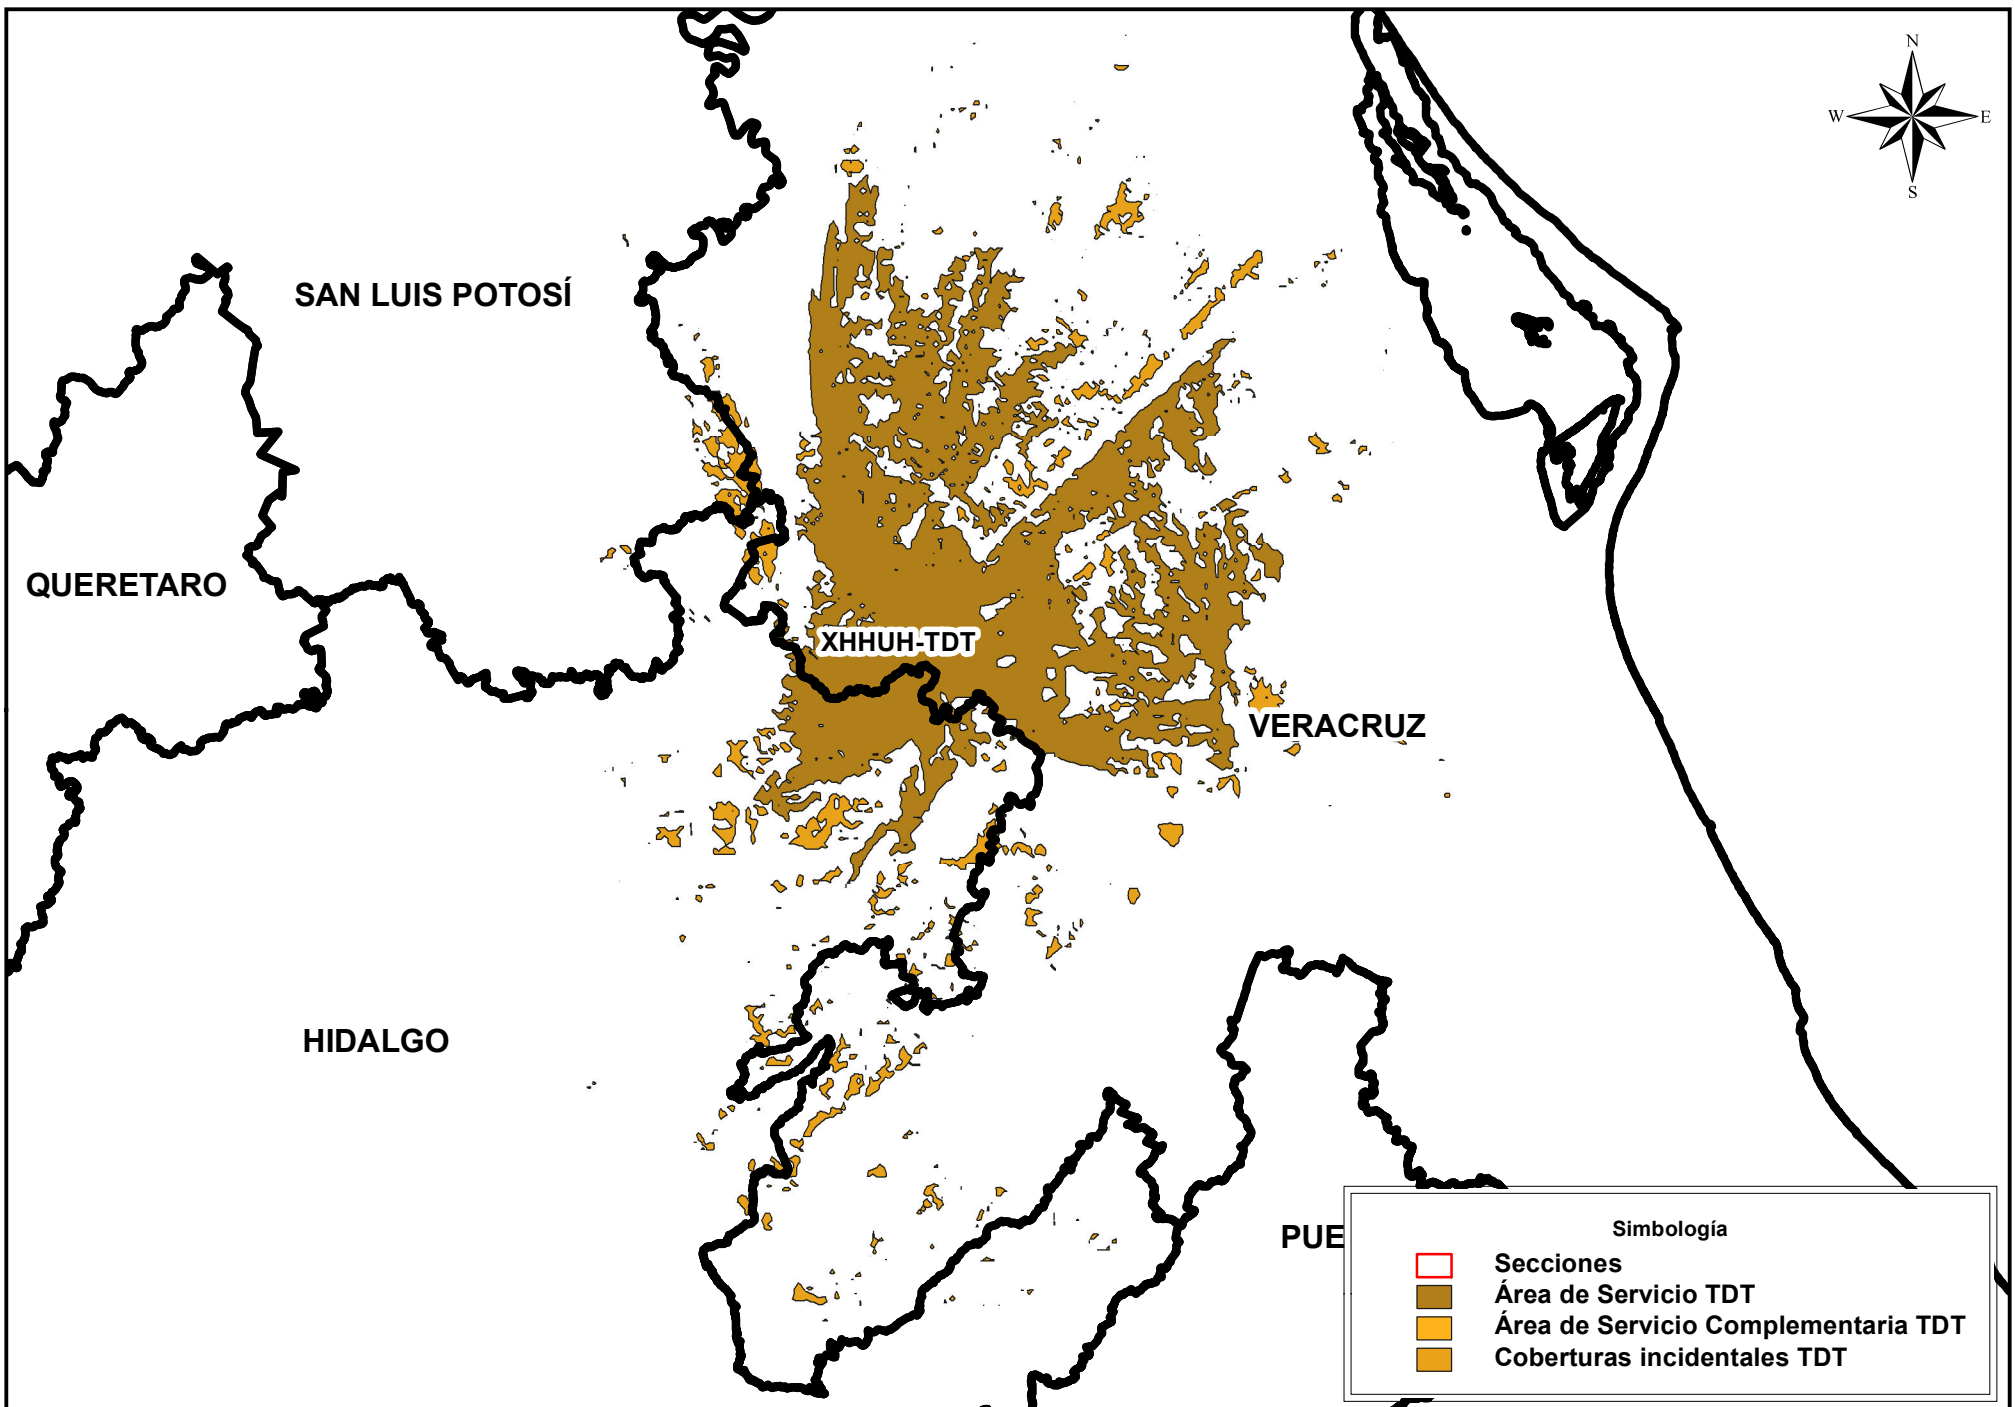 N
W
E
S
SAN LUIS POTOSÍ
QUERETARO
XHHUH-TDT
VERACRUZ
HIDALGO
PUE
Simbología
Secciones
Área de Servicio TDT
Área de Servicio Complementaria TDT
Coberturas incidentales TDT